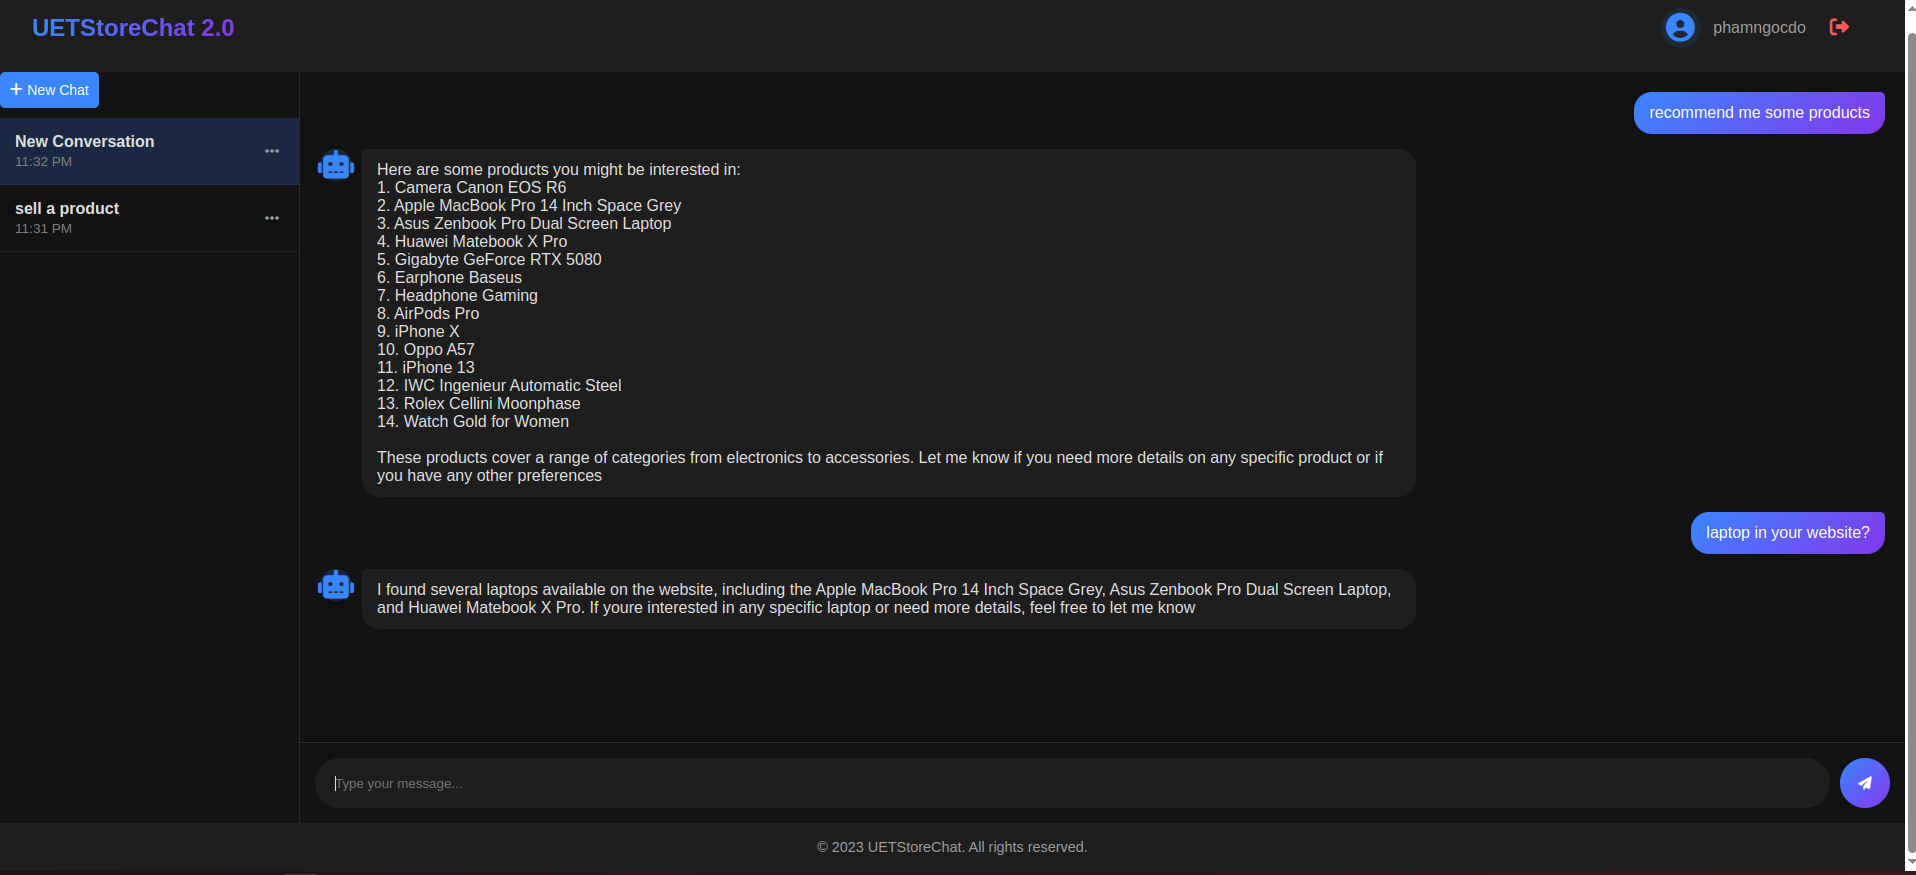 UETStoreChat 2.0
phamngocdo
+ New Chat
New Conversation
11:32 PM
sell a product
11:31 PM
recommend me some products
Here are some products you might be interested in:
1. Camera Canon EOS R6
2. Apple MacBook Pro 14 Inch Space Grey
3. Asus Zenbook Pro Dual Screen Laptop
4. Huawei Matebook X Pro
5. Gigabyte GeForce RTX 5080
6. Earphone Baseus
7. Headphone Gaming
8. AirPods Pro
9. iPhone X
10. Oppo A57
11. iPhone 13
12. IWC Ingenieur Automatic Steel
13. Rolex Cellini Moonphase
14. Watch Gold for Women
These products cover a range of categories from electronics to accessories. Let me know if you need more details on any specific product or if
you have any other preferences
laptop in your website?
I found several laptops available on the website, including the Apple MacBook Pro 14 Inch Space Grey, Asus Zenbook Pro Dual Screen Laptop,
and Huawei Matebook X Pro. If youre interested in any specific laptop or need more details, feel free to let me know
Type your message...
© 2023 UETStoreChat. All rights reserved.